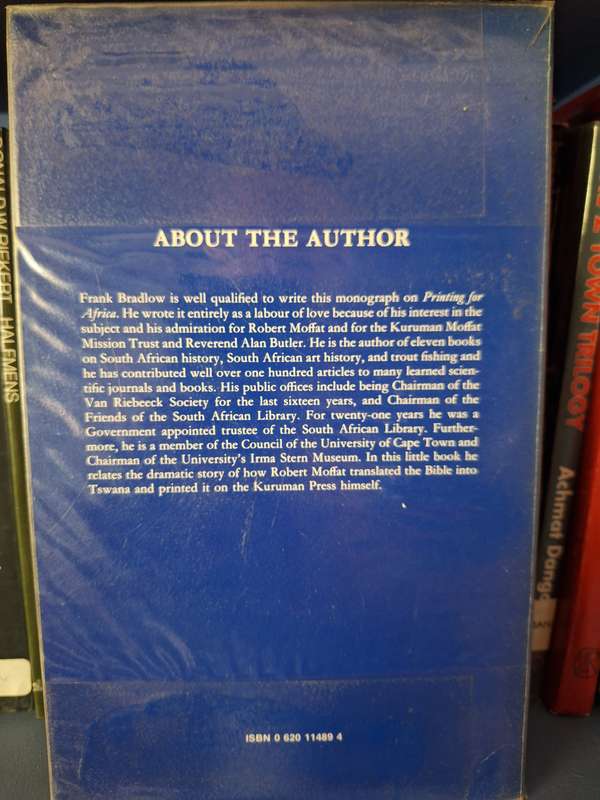 ABOUT THE AUTHOR
Frank Bradlow is well qualified to write this monograph on Printing for
Africa. He wrote it entirely as a labour of love because of his interest in the
subject and his admiration for Robert Moffat and for the Kuruman Moffat
Mission Trust and Reverend Alan Butler. He is the author of eleven books
on South African history, South African art history, and trout fishing and
he has contributed well over one hundred articles to many learned scien-
tific journals and books. His public offices include being Chairman of the
Van Riebeeck Society for the last sixteen years, and Chairman of the
Friends of the South African Library. For twenty-one years he was a
Government appointed trustee of the South African Library. Further-
more, he is a member of the Council of the University of Cape Town and
Chairman of the University's Irma Stern Museum. In this little book he
relates the dramatic story of how Robert Moffat translated the Bible into
Tswana and printed it on the Kuruman Press himself.
ISBN 0 620 11489 4
HALFMENS
TOWN TRILOGY
Achmat